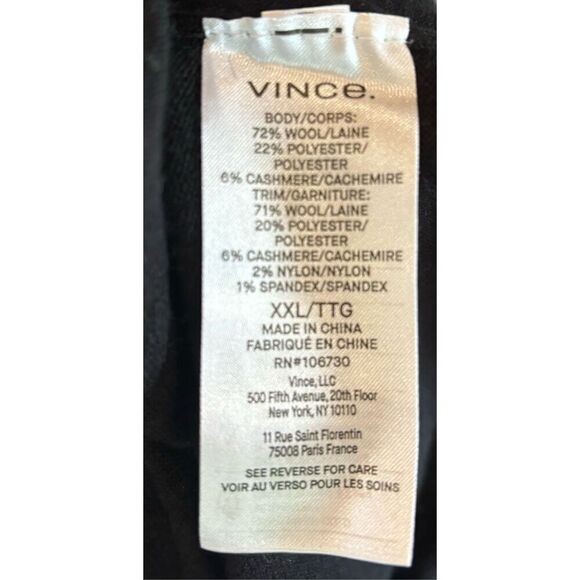 VINCE.
BODY/CORPS:
72% WOOL/LAINE
22% POLYESTER/
POLYESTER
6% CASHMERE/CACHEMIRE
TRIM/GARNITURE:
71% WOOL/LAINE
20% POLYESTER/
POLYESTER
6% CASHMERE/CACHEMIRE
2% NYLON/NYLON
1% SPANDEX/SPANDEX
XXL/TTG
MADE IN CHINA
FABRIQUÉ EN CHINE
RN#106730
Vince, LLC
500 Fifth Avenue, 20th Floor
New York, NY 10110
11 Rue Saint Florentin
75008 Paris France
SEE REVERSE FOR CARE
VOIR AU VERSO POUR LES SOINS